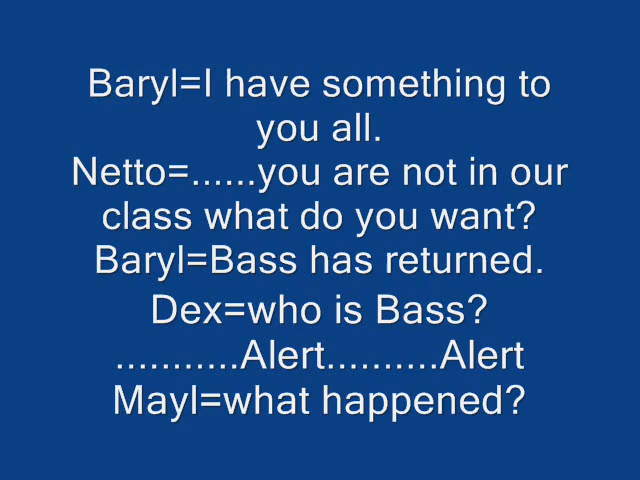 Baryl=I have something to
you all.
Netto=......you are not in our
class what do you want?
Baryl=Bass has returned.
Dex=who is Bass?
...........Alert..........Alert
Mayl=what happened?